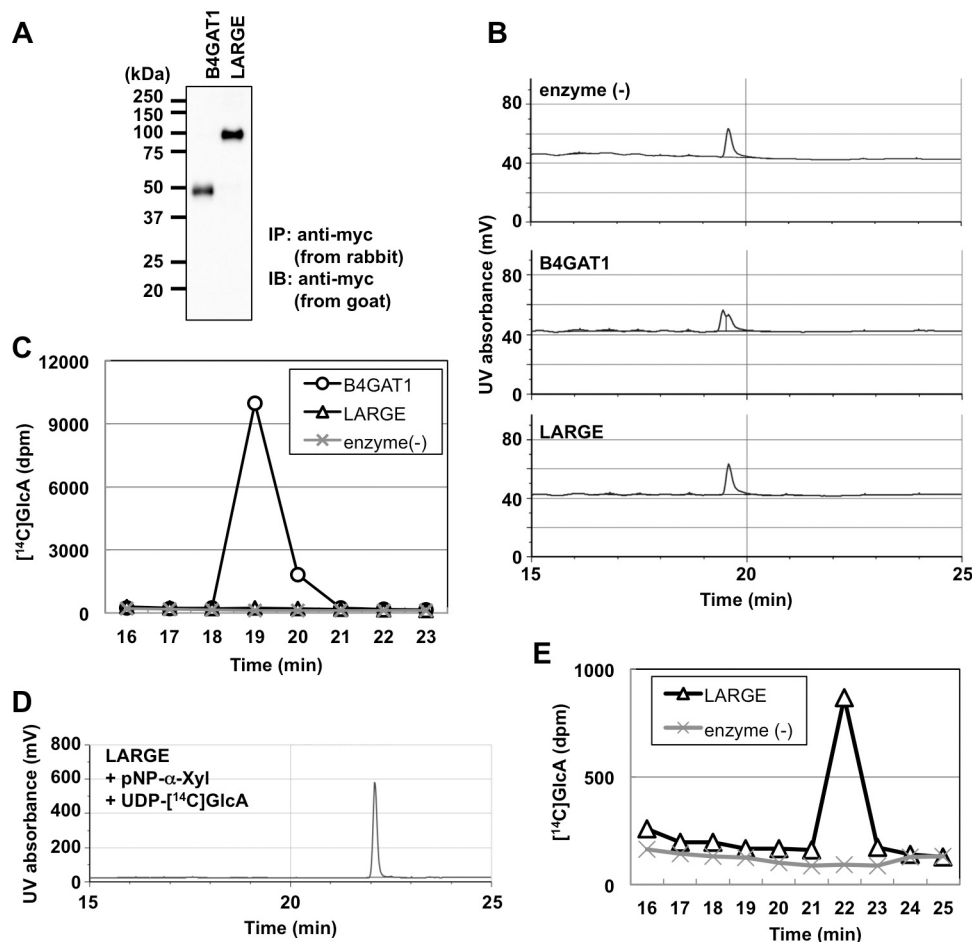 A
B4GAT1
LARGE
(kDa)
250
150
100
75
50
37
25
20
IP: anti-myc
(from rabbit)
IB: anti-myc
(from goat)
B
enzyme (-)
80
40
0
B4GAT1
80
40
0
LARGE
80
40
0
UV absorbance (mV)
15 20 25
Time (min)
C
12000
9000
6000
3000
0
[¹⁴C]GlcA (dpm)
B4GAT1
LARGE
enzyme(-)
16 17 18 19 20 21 22 23
Time (min)
D
800
600
400
200
0
UV absorbance (mV)
LARGE
+ pNP-α-Xyl
+ UDP-[¹⁴C]GlcA
15 20 25
Time (min)
E
1000
500
0
[¹⁴C]GlcA (dpm)
LARGE
enzyme (-)
16 17 18 19 20 21 22 23 24 25
Time (min)